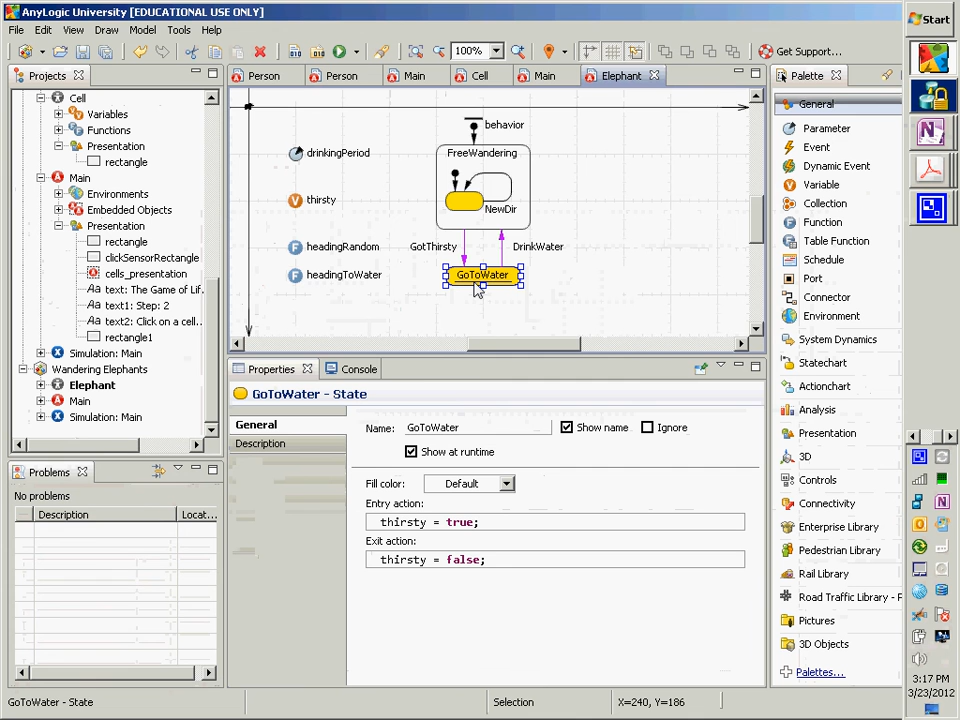 AnyLogic University [EDUCATIONAL USE ONLY]
Start
File Edit View Draw Model Tools Help
100% Get Support...
Projects Person Person Main Cell Main Elephant Palette
Cell
Variables
Functions
Presentation
rectangle
Main
Environments
Embedded Objects
Presentation
rectangle
clickSensorRectangle
cells_presentation
Aa text: The Game of Lif.
Aa text1: Step: 2
Aa text2: Click on a cell...
rectangle1
Simulation: Main
Wandering Elephants
Elephant
Main
Simulation: Main
behavior
drinkingPeriod
FreeWandering
V thirsty
NewDir
F headingRandom
GotThirsty
DrinkWater
F headingToWater
GoToWater
General
Parameter
Event
Dynamic Event
Variable
Collection
Function
Table Function
Schedule
Port
Connector
Environment
System Dynamics
Statechart
Actionchart
Analysis
Presentation
3D
Controls
Connectivity
Enterprise Library
Pedestrian Library
Rail Library
Road Traffic Library - P
Pictures
3D Objects
Palettes...
Problems
No problems
Description Locat...
Properties Console
GoToWater - State
General
Description
Name: GoToWater Show name Ignore
Show at runtime
Fill color: Default
Entry action:
thirsty = true;
Exit action:
thirsty = false;
GoToWater - State Selection X=240, Y=186
3:17 PM
3/23/2012